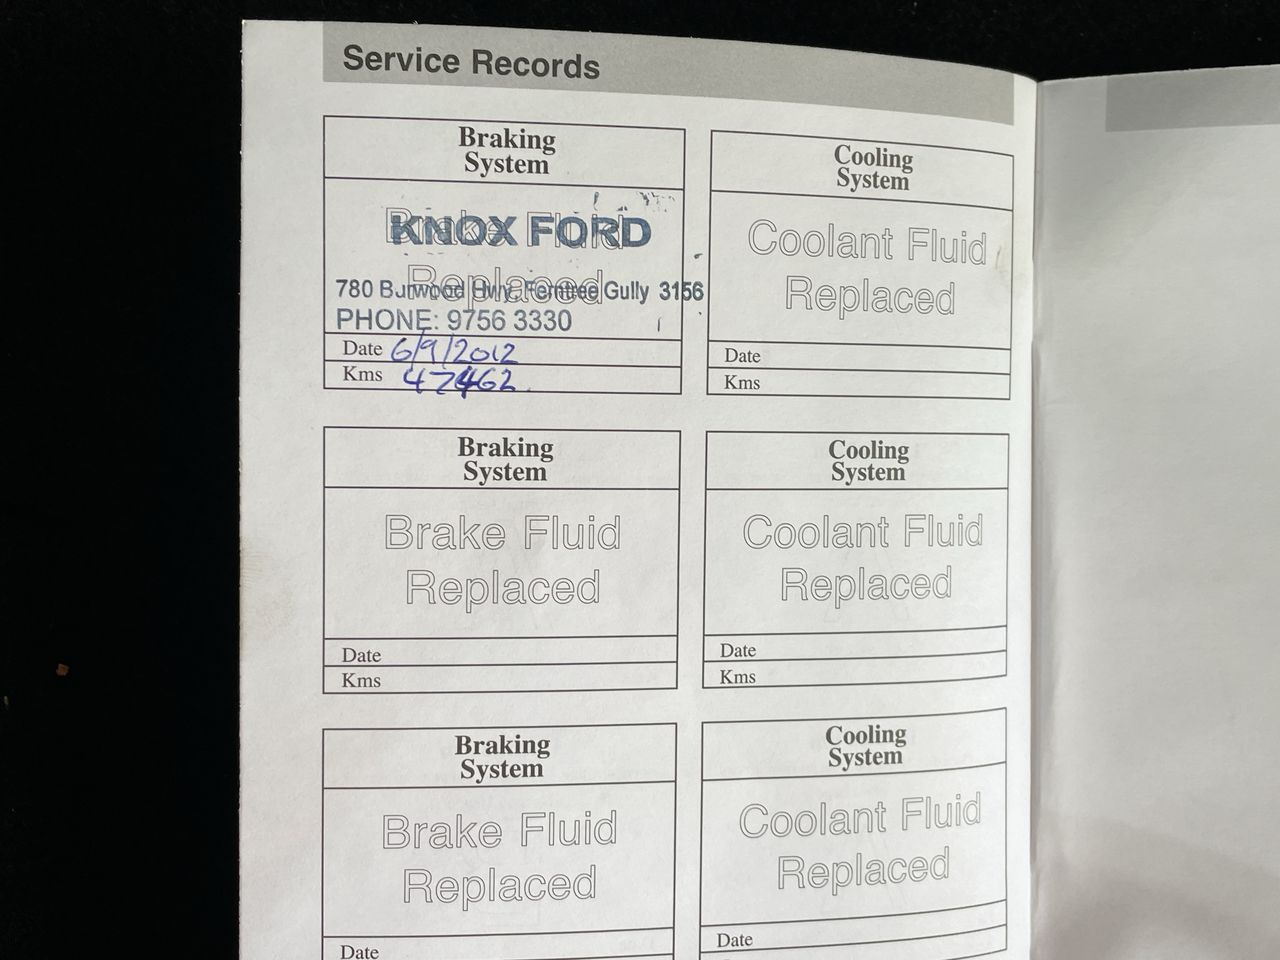 Service Records
Braking
System
Brake Fluid
Replaced
KNOX FORD
780 Burwood Hwy, Ferntree Gully 3156
PHONE: 9756 3330
Date 6/9/2012
Kms 47462
Cooling
System
Coolant Fluid
Replaced
Date
Kms
Braking
System
Brake Fluid
Replaced
Date
Kms
Cooling
System
Coolant Fluid
Replaced
Date
Kms
Braking
System
Brake Fluid
Replaced
Date
Cooling
System
Coolant Fluid
Replaced
Date